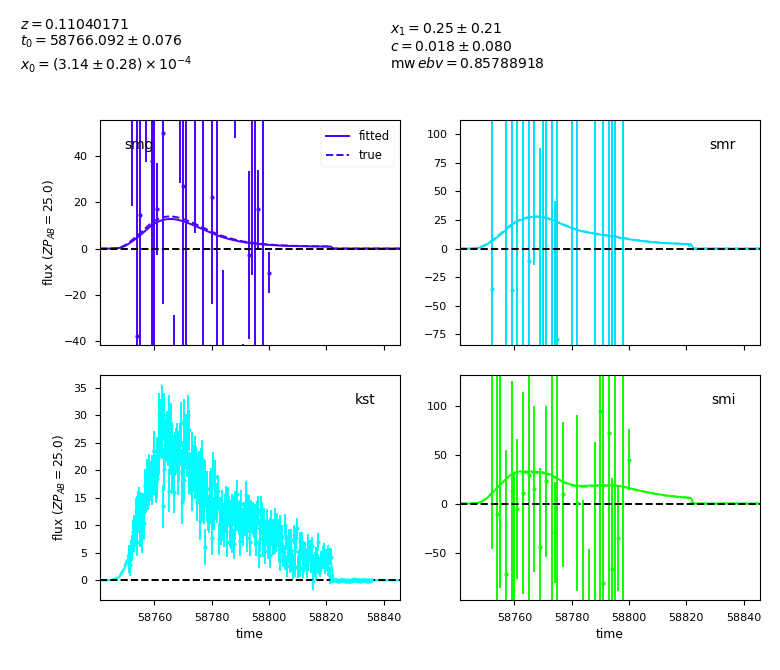 z = 0.11040171
t₀ = 58766.092 ± 0.076
x₀ = (3.14 ± 0.28) × 10⁻⁴
x₁ = 0.25 ± 0.21
c = 0.018 ± 0.080
mw ebv = 0.85788918
smg
fitted
true
40
20
0
−20
−40
flux (ZP_AB = 25.0)
smr
100
75
50
25
0
−25
−50
−75
kst
35
30
25
20
15
10
5
0
flux (ZP_AB = 25.0)
58760 58780 58800 58820 58840
time
smi
100
50
0
−50
58760 58780 58800 58820 58840
time